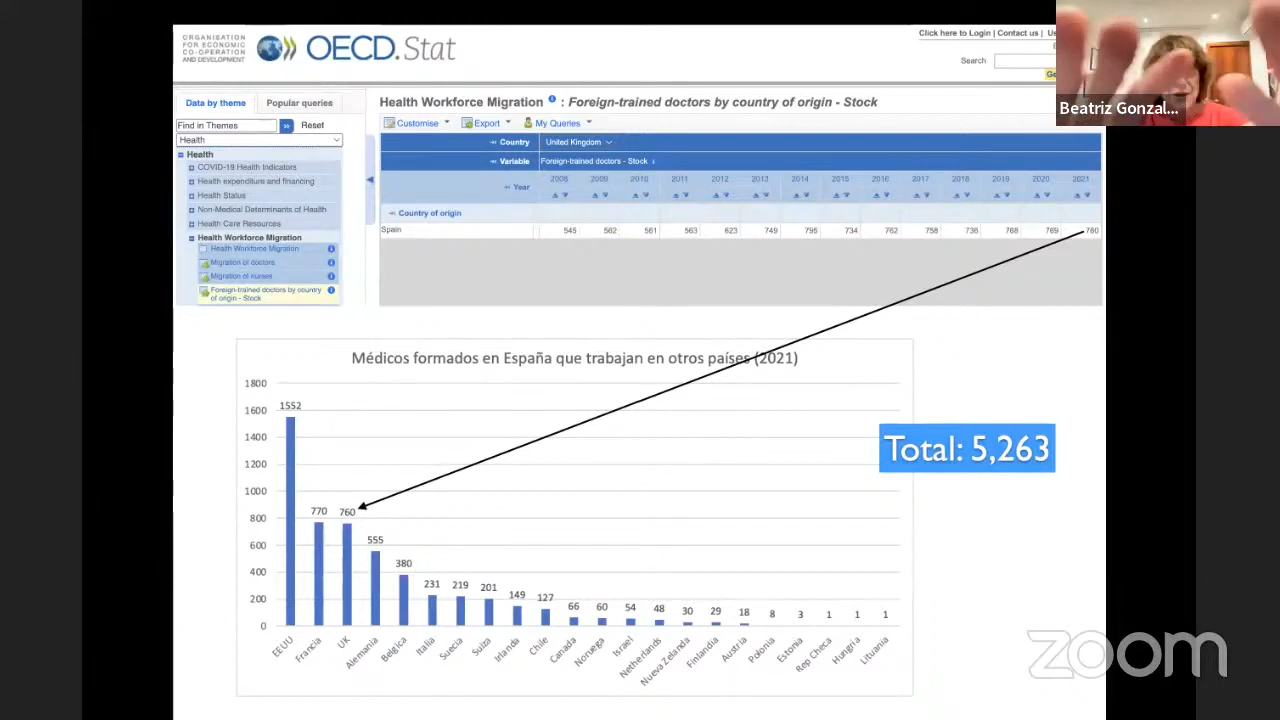 ORGANISATION
FOR ECONOMIC
CO-OPERATION
AND DEVELOPMENT
OECD.Stat
Click here to Login | Contact us | Us
Search
Ge
Data by theme
Popular queries
Find in Themes
Reset
Health
Health
COVID-19 Health Indicators
Health expenditure and financing
Health Status
Non-Medical Determinants of Health
Health Care Resources
Health Workforce Migration
Health Workforce Migration
Migration of doctors
Migration of nurses
Foreign-trained doctors by country
of origin - Stock
Health Workforce Migration i : Foreign-trained doctors by country of origin - Stock
Customise Export My Queries
Country United Kingdom
Variable Foreign-trained doctors - Stock i
Year 2008 2009 2010 2011 2012 2013 2014 2015 2016 2017 2018 2019 2020 2021
Country of origin
Spain 545 562 561 563 623 749 795 734 762 758 736 768 769 760
Beatriz Gonzal...
Médicos formados en España que trabajan en otros países (2021)
1800
1600
1400
1200
1000
800
600
400
200
0
1552 770 760 555 380 231 219 201 149 127 66 60 54 48 30 29 18 8 3 1 1 1
EEUU Francia UK Alemania Belgica Italia Suecia Suiza Irlanda Chile Canada Noruega Israel Netherlands Nueva Zelanda Finlandia Austria Polonia Estonia Rep Checa Hungria Lituania
Total: 5,263
zoom